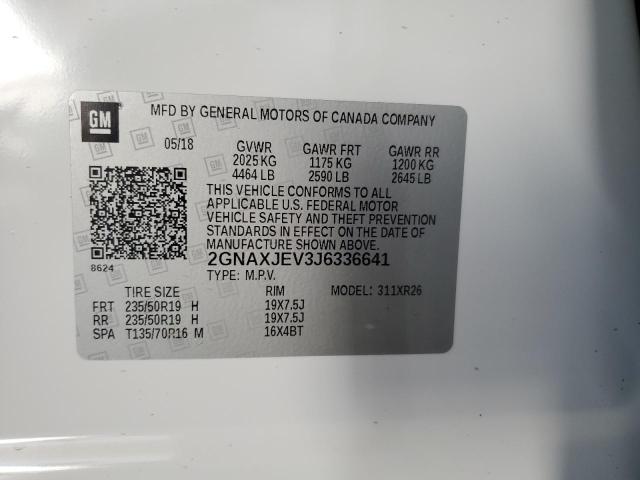 GM
MFD BY GENERAL MOTORS OF CANADA COMPANY
05/18 GVWR GAWR FRT GAWR RR
2025 KG 1175 KG 1200 KG
4464 LB 2590 LB 2645 LB
THIS VEHICLE CONFORMS TO ALL
APPLICABLE U.S. FEDERAL MOTOR
VEHICLE SAFETY AND THEFT PREVENTION
STANDARDS IN EFFECT ON THE DATE OF
MANUFACTURE SHOWN ABOVE.
8624 2GNAXJEV3J6336641
TYPE: M.P.V.
TIRE SIZE RIM MODEL: 311XR26
FRT 235/50R19 H 19X7.5J
RR 235/50R19 H 19X7.5J
SPA T135/70R16 M 16X4BT